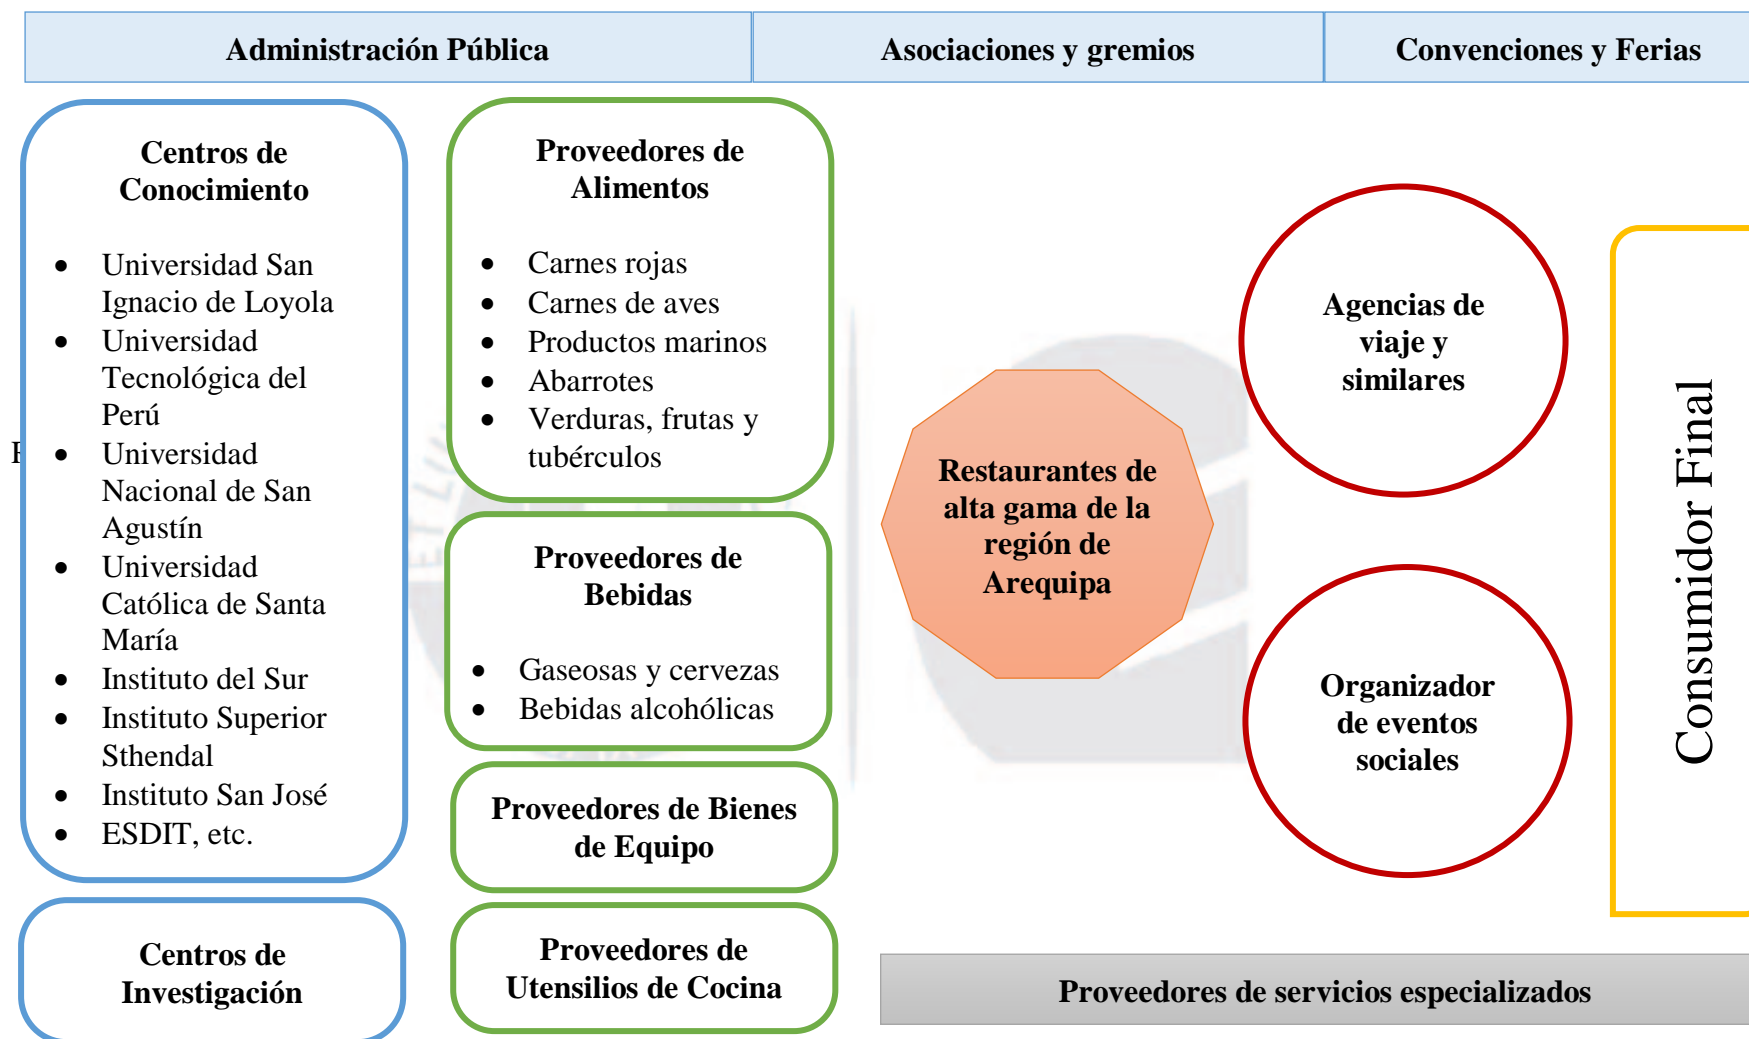 Administración Pública
Asociaciones y gremios
Convenciones y Ferias
Centros de
Conocimiento
• Universidad San
Ignacio de Loyola
• Universidad
Tecnológica del
Perú
• Universidad
Nacional de San
Agustín
• Universidad
Católica de Santa
María
• Instituto del Sur
• Instituto Superior
Sthendal
• Instituto San José
• ESDIT, etc.
Centros de
Investigación
Proveedores de
Alimentos
• Carnes rojas
• Carnes de aves
• Productos marinos
• Abarrotes
• Verduras, frutas y
tubérculos
Proveedores de
Bebidas
• Gaseosas y cervezas
• Bebidas alcohólicas
Proveedores de Bienes
de Equipo
Proveedores de
Utensilios de Cocina
Restaurantes de
alta gama de la
región de
Arequipa
Agencias de
viaje y
similares
Organizador
de eventos
sociales
Consumidor Final
Proveedores de servicios especializados